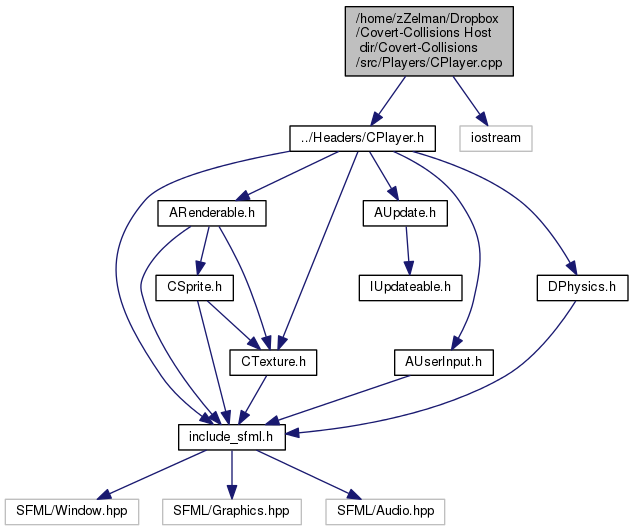 /home/zZelman/Dropbox
/Covert-Collisions Host
dir/Covert-Collisions
/src/Players/CPlayer.cpp
../Headers/CPlayer.h
iostream
ARenderable.h
AUpdate.h
CSprite.h
IUpdateable.h
DPhysics.h
CTexture.h
AUserInput.h
include_sfml.h
SFML/Window.hpp
SFML/Graphics.hpp
SFML/Audio.hpp